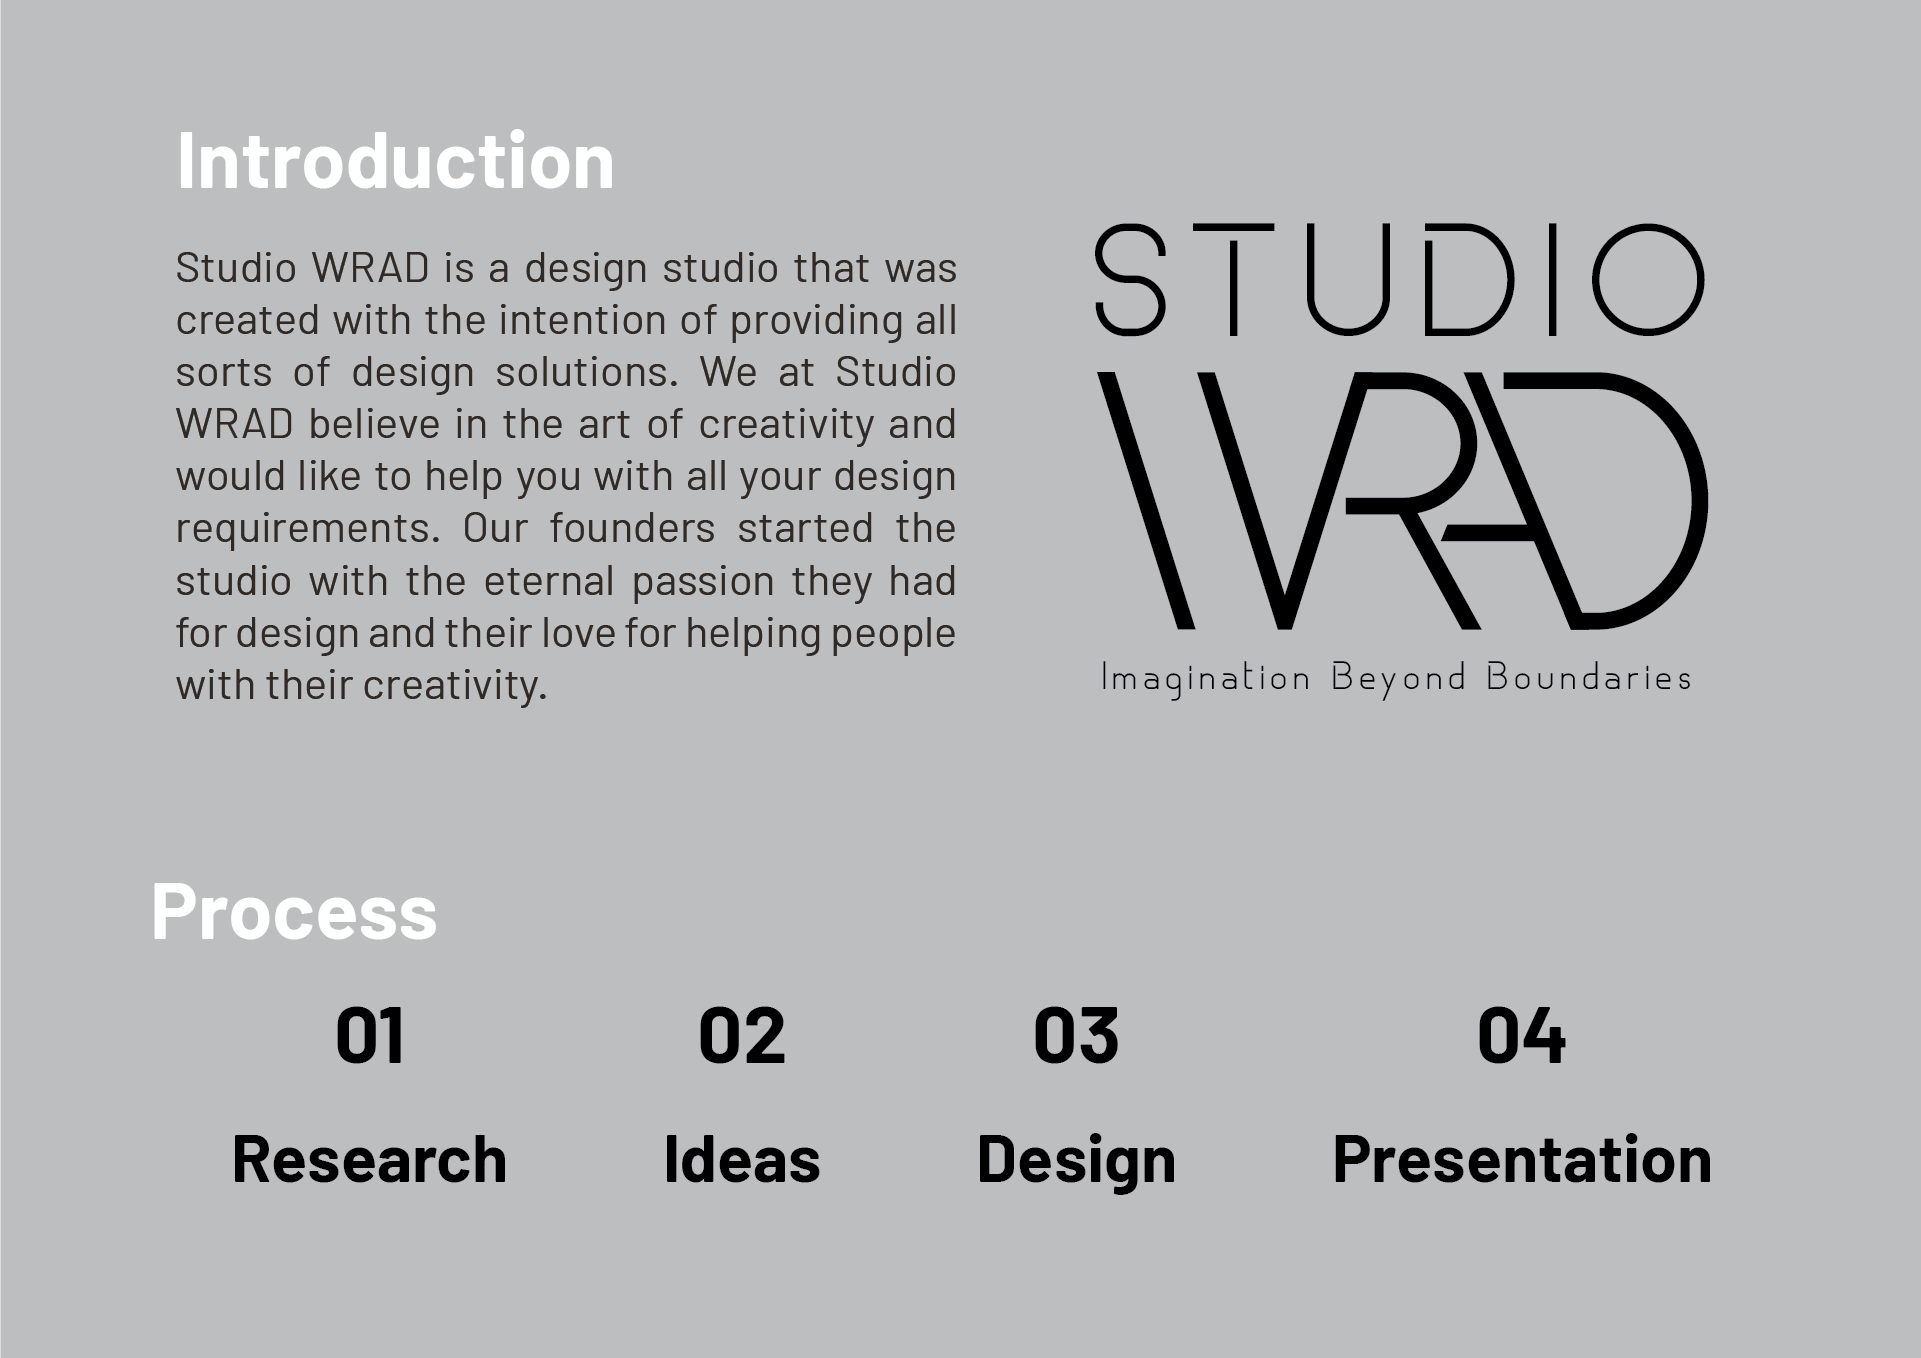 Introduction
Studio WRAD is a design studio that was
created with the intention of providing all
sorts of design solutions. We at Studio
WRAD believe in the art of creativity and
would like to help you with all your design
requirements. Our founders started the
studio with the eternal passion they had
for design and their love for helping people
with their creativity.
STUDIO
WRAD
Imagination Beyond Boundaries
Process
01 02 03 04
Research Ideas Design Presentation